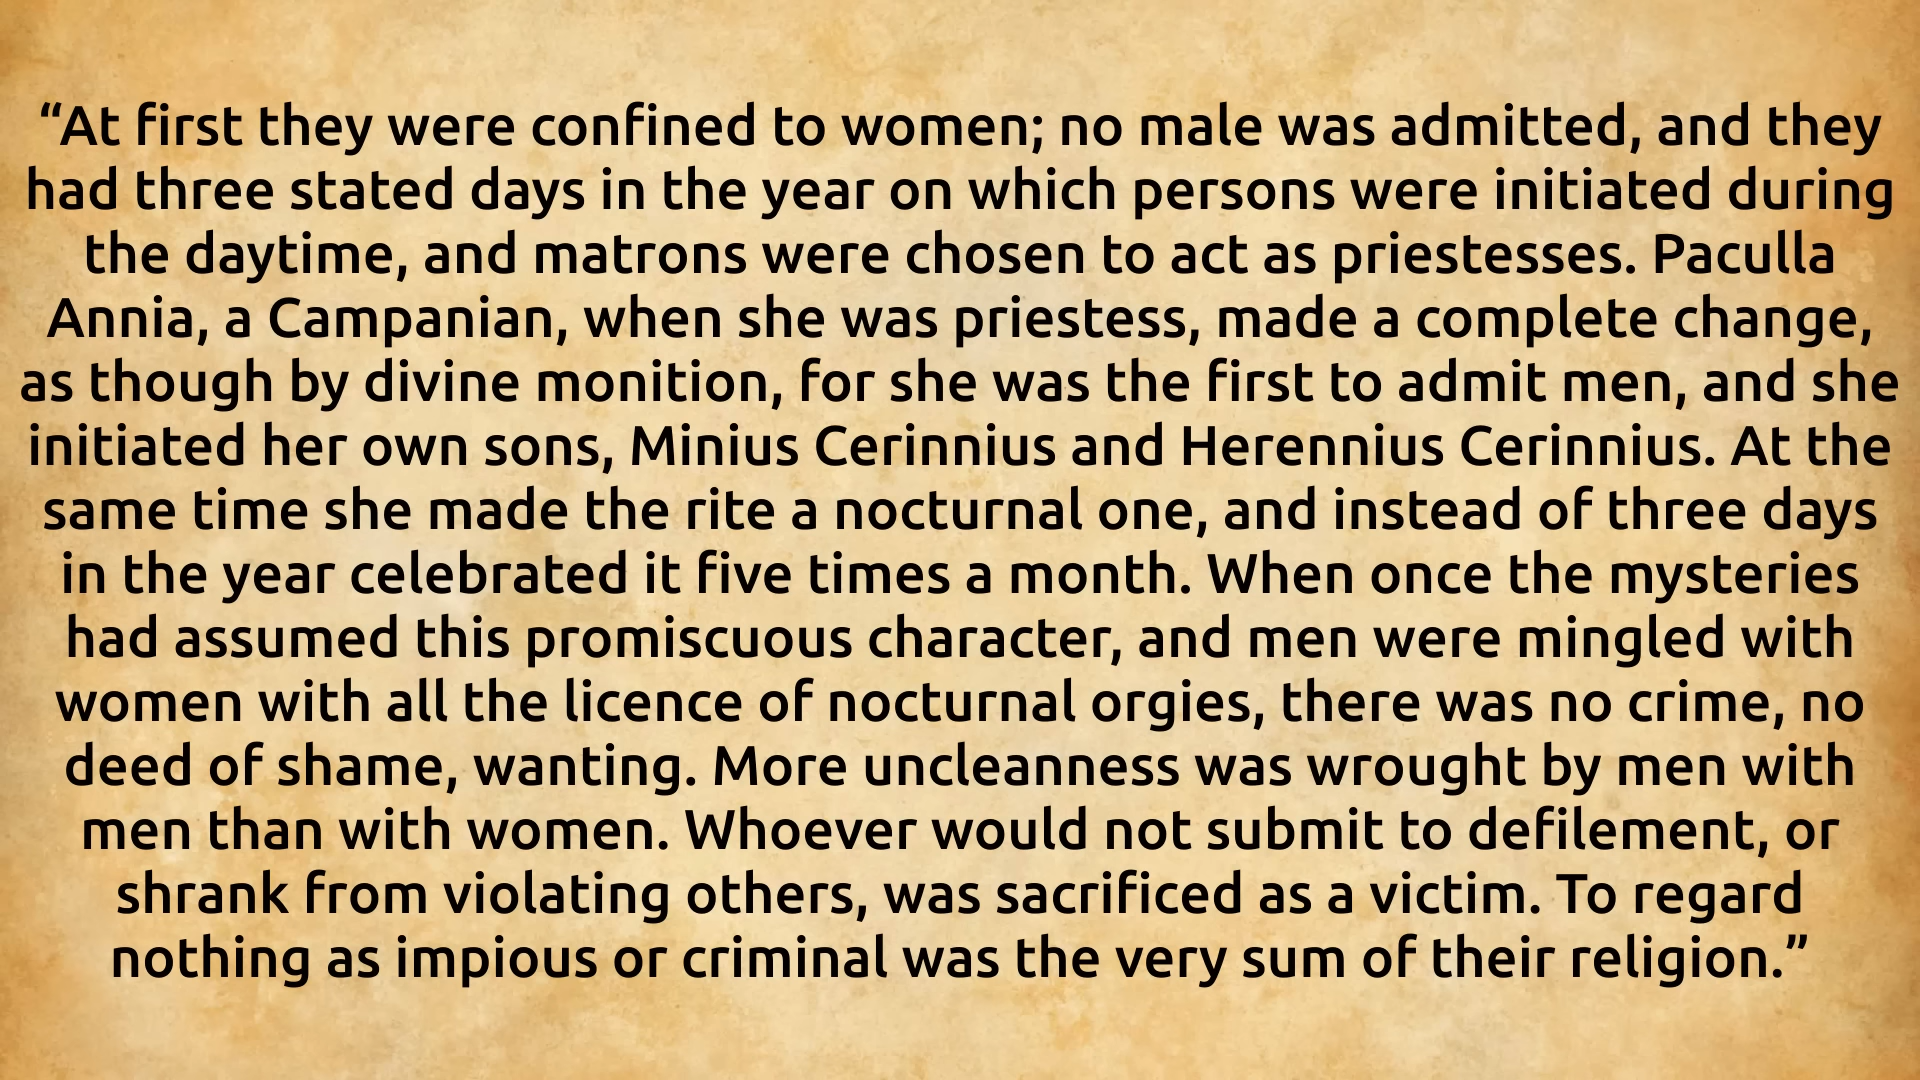 “At first they were confined to women; no male was admitted, and they
had three stated days in the year on which persons were initiated during
the daytime, and matrons were chosen to act as priestesses. Paculla
Annia, a Campanian, when she was priestess, made a complete change,
as though by divine monition, for she was the first to admit men, and she
initiated her own sons, Minius Cerinnius and Herennius Cerinnius. At the
same time she made the rite a nocturnal one, and instead of three days
in the year celebrated it five times a month. When once the mysteries
had assumed this promiscuous character, and men were mingled with
women with all the licence of nocturnal orgies, there was no crime, no
deed of shame, wanting. More uncleanness was wrought by men with
men than with women. Whoever would not submit to defilement, or
shrank from violating others, was sacrificed as a victim. To regard
nothing as impious or criminal was the very sum of their religion.”